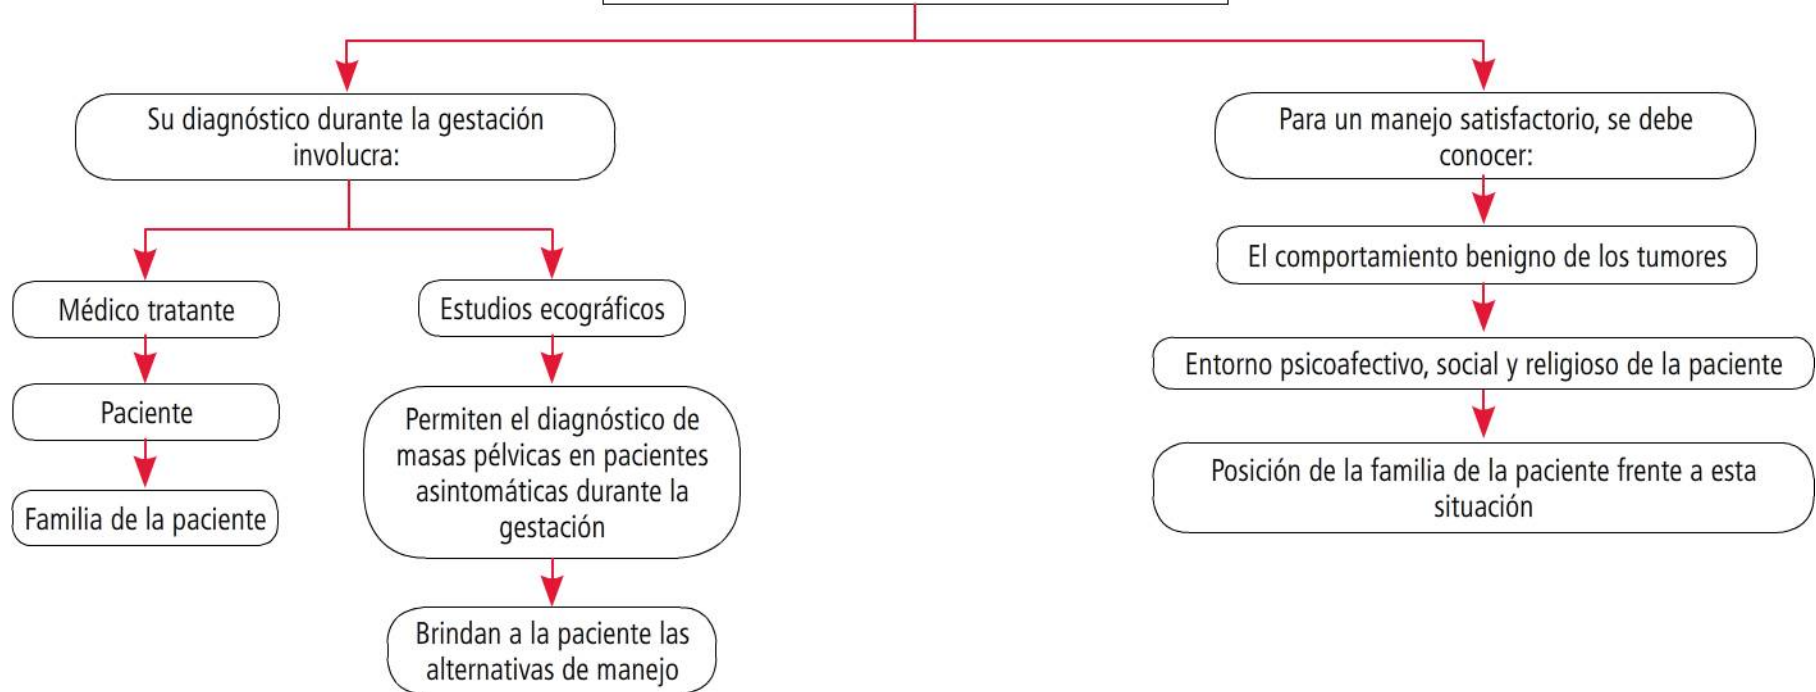 Su diagnóstico durante la gestación
involucra:
Para un manejo satisfactorio, se debe
conocer:
Médico tratante
Paciente
Familia de la paciente
Estudios ecográficos
Permiten el diagnóstico de
masas pélvicas en pacientes
asintomáticas durante la
gestación
Brindan a la paciente las
alternativas de manejo
El comportamiento benigno de los tumores
Entorno psicoafectivo, social y religioso de la paciente
Posición de la familia de la paciente frente a esta
situación